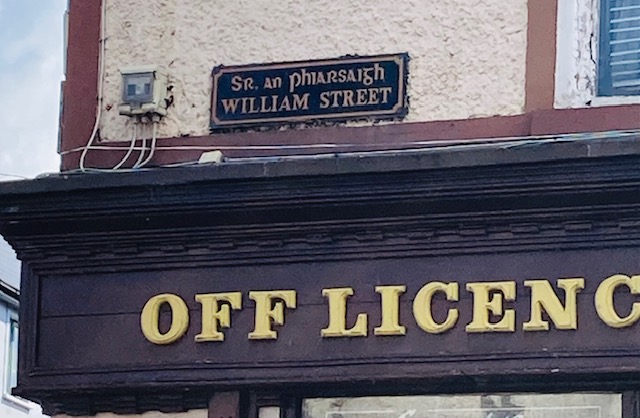 Sr. an Phiarsaigh
WILLIAM STREET
OFF LICENC